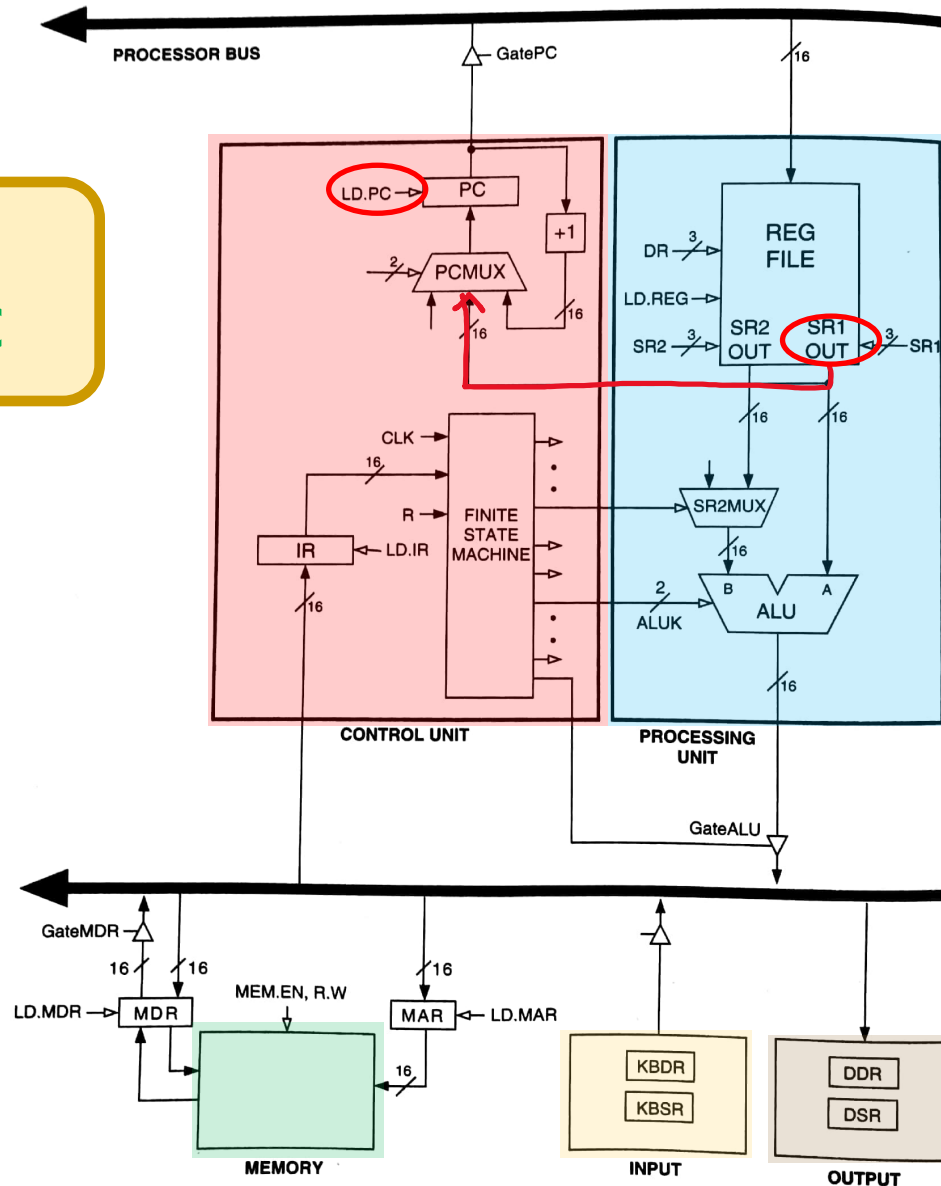 PROCESSOR BUS
GatePC
16
LD.PC
PC
+1
2
PCMUX
16
16
REG
FILE
DR
3
LD.REG
SR2
3
SR2
OUT
SR1
OUT
3
SR1
16
16
CLK
16
R
FINITE
STATE
MACHINE
IR
LD.IR
16
SR2MUX
16
B
A
ALU
2
ALUK
16
CONTROL UNIT
PROCESSING
UNIT
GateALU
GateMDR
16
16
16
LD.MDR
MDR
MEM.EN, R.W
MAR
LD.MAR
16
KBDR
KBSR
DDR
DSR
MEMORY
INPUT
OUTPUT